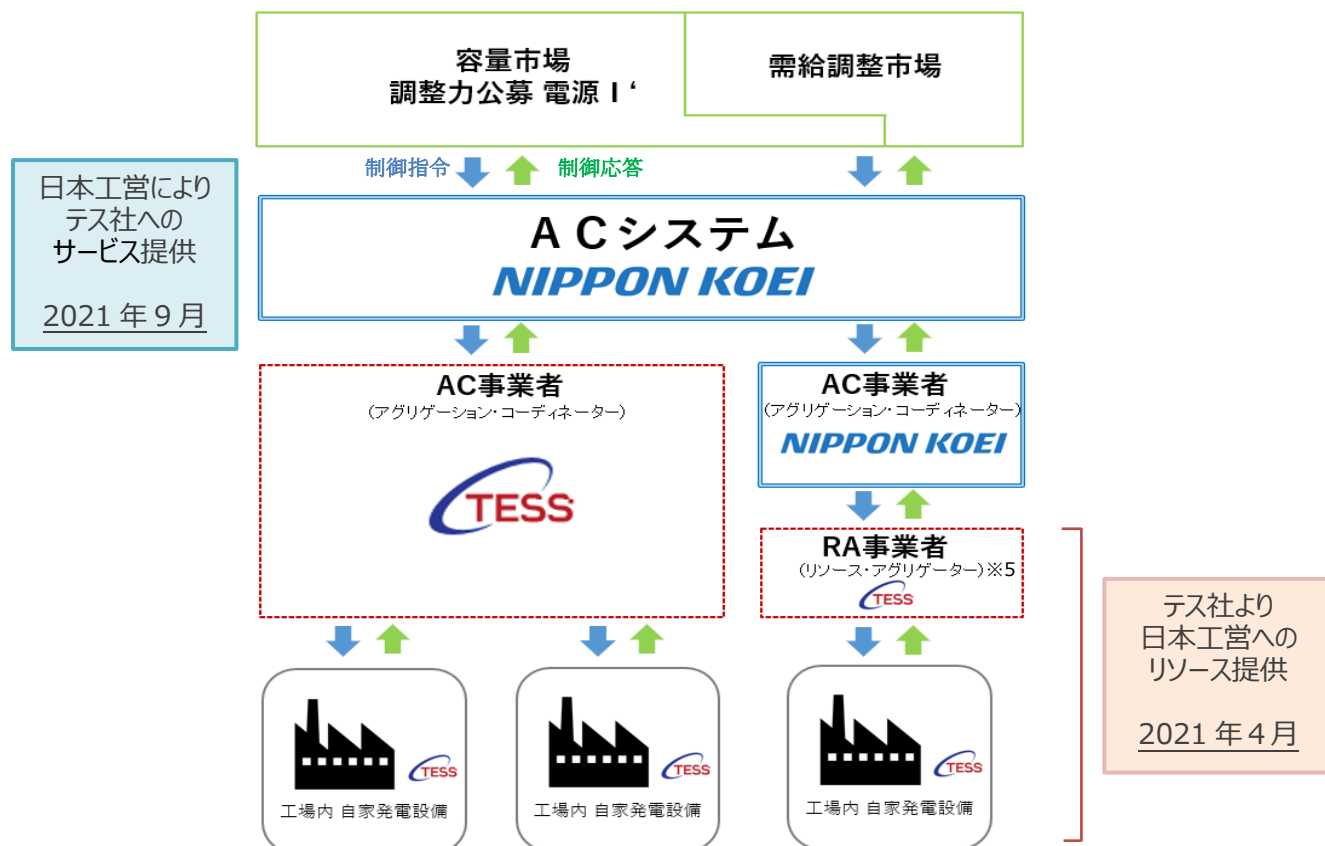 容量市場
調整力公募 電源Ⅰ‘
需給調整市場
制御指令
制御応答
日本工営により
テス社への
サービス提供
2021 年 9 月
ＡＣシステム
NIPPON KOEI
AC事業者
(アグリゲーション・コーディネーター)
TESS
AC事業者
(アグリゲーション・コーディネーター)
NIPPON KOEI
RA事業者
(リソース・アグリゲーター)※5
TESS
テス社より
日本工営への
リソース提供
2021 年 4 月
TESS
工場内 自家発電設備
TESS
工場内 自家発電設備
TESS
工場内 自家発電設備